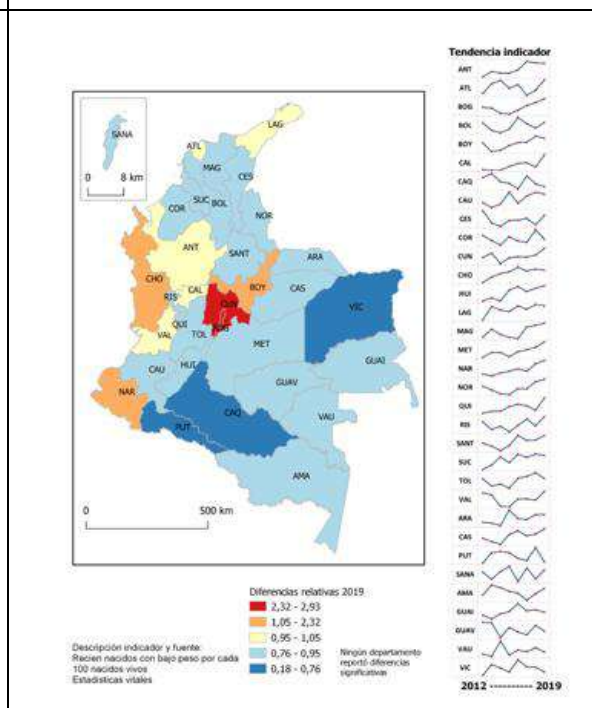 Tendencia indicador
ANT
ATL
BOG
BOL
BOY
CAL
CAQ
CAU
CES
COR
CUN
CHO
HUI
LAG
MAG
MET
NAR
NOR
QUI
RIS
SANT
SUC
TOL
VAL
ARA
CAS
PUT
SANA
AMA
GUAI
GUAV
VAU
VIC
2012 ---------- 2019
SANA
0 8 km
LAG
ATL
MAG
CES
SUC
BOL
COR
NOR
ANT
SANT
ARA
CHO
BOY
CAS
CAL
RIS
CUN
VIC
QUI
TOL
VAL
MET
GUAI
CAU
HUI
GUAV
NAR
CAQ
VAU
PUT
AMA
0 500 km
Diferencias relativas 2019
2,32 - 2,93
1,05 - 2,32
0,95 - 1,05
0,76 - 0,95
0,18 - 0,76
Descripción indicador y fuente:
Recien nacidos con bajo peso por cada
100 nacidos vivos
Estadísticas vitales
Ningún departamento
reportó diferencias
significativas